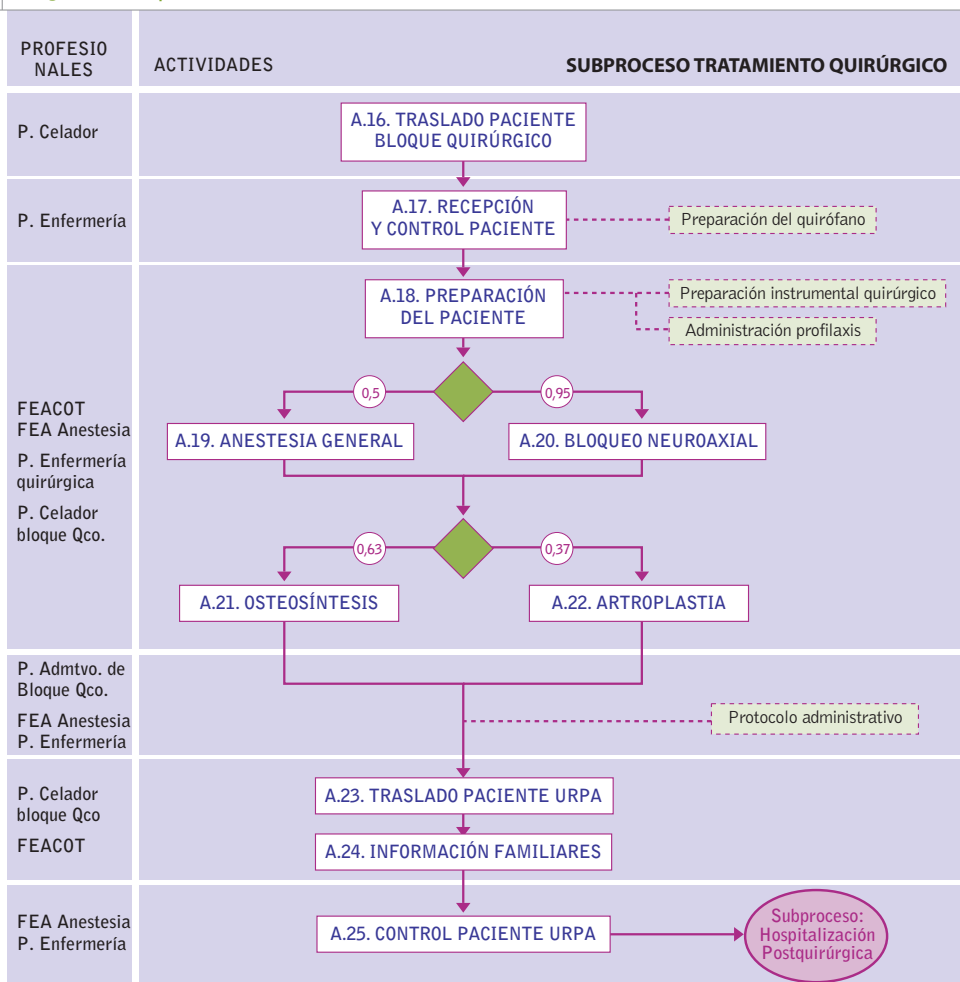 PROFESIO
NALES
ACTIVIDADES
SUBPROCESO TRATAMIENTO QUIRÚRGICO
P. Celador
A.16. TRASLADO PACIENTE
BLOQUE QUIRÚRGICO
P. Enfermería
A.17. RECEPCIÓN
Y CONTROL PACIENTE
Preparación del quirófano
FEACOT
FEA Anestesia
P. Enfermería
quirúrgica
P. Celador
bloque Qco.
A.18. PREPARACIÓN
DEL PACIENTE
Preparación instrumental quirúrgico
Administración profilaxis
0,5
0,95
A.19. ANESTESIA GENERAL
A.20. BLOQUEO NEUROAXIAL
0,63
0,37
A.21. OSTEOSÍNTESIS
A.22. ARTROPLASTIA
P. Admtvo. de
Bloque Qco.
FEA Anestesia
P. Enfermería
Protocolo administrativo
P. Celador
bloque Qco
FEACOT
A.23. TRASLADO PACIENTE URPA
A.24. INFORMACIÓN FAMILIARES
FEA Anestesia
P. Enfermería
A.25. CONTROL PACIENTE URPA
Subproceso:
Hospitalización
Postquirúrgica